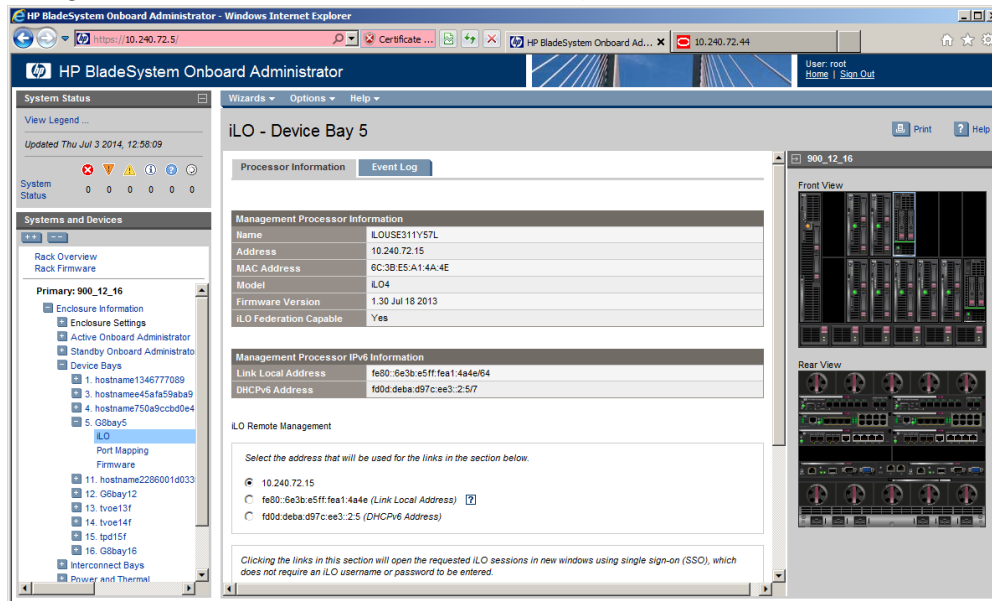 HP BladeSystem Onboard Administrator - Windows Internet Explorer
https://10.240.72.5/
Certificate ...
HP BladeSystem Onboard Ad...
10.240.72.44
HP BladeSystem Onboard Administrator
User: root
Home | Sign Out
System Status
View Legend ...
Updated Thu Jul 3 2014, 12:58:09
System Status 0 0 0 0 0 0
Systems and Devices
Rack Overview
Rack Firmware
Primary: 900_12_16
Enclosure Information
Enclosure Settings
Active Onboard Administrator
Standby Onboard Administrato
Device Bays
1. hostname1346777089
3. hostnamee45afa59aba9
4. hostname750a9ccbd0e4
5. G8bay5
iLO
Port Mapping
Firmware
11. hostname2286001d033
12. G6bay12
13. tvoe13f
14. tvoe14f
15. tpd15f
16. G8bay16
Interconnect Bays
Power and Thermal
Wizards Options Help
iLO - Device Bay 5
Print Help
Processor Information Event Log
Management Processor Information
Name ILOUSE311Y57L
Address 10.240.72.15
MAC Address 6C:3B:E5:A1:4A:4E
Model iLO4
Firmware Version 1.30 Jul 18 2013
iLO Federation Capable Yes
Management Processor IPv6 Information
Link Local Address fe80::6e3b:e5ff:fea1:4a4e/64
DHCPv6 Address fd0d:deba:d97c:ee3::2:5/7
iLO Remote Management
Select the address that will be used for the links in the section below.
10.240.72.15
fe80::6e3b:e5ff:fea1:4a4e (Link Local Address) ?
fd0d:deba:d97c:ee3::2:5 (DHCPv6 Address)
Clicking the links in this section will open the requested iLO sessions in new windows using single sign-on (SSO), which
does not require an iLO username or password to be entered.
900_12_16
Front View
Rear View